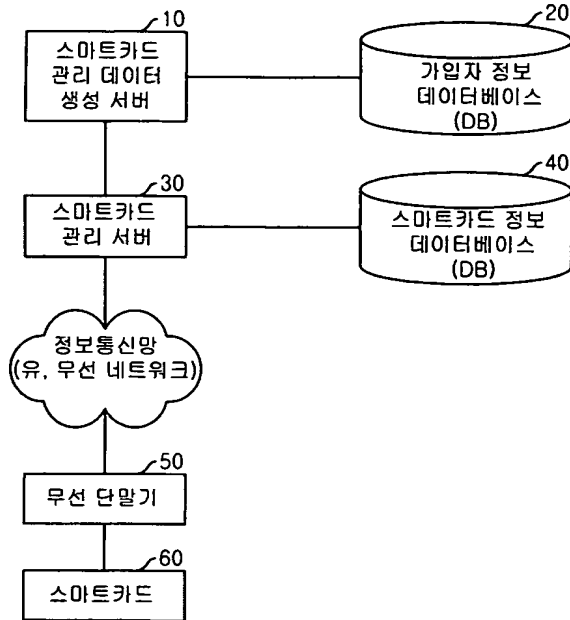 10
스마트카드
관리 데이터
생성 서버
20
가입자 정보
데이터베이스
(DB)
30
스마트카드
관리 서버
40
스마트카드 정보
데이터베이스
(DB)
정보통신망
(유, 무선 네트워크)
50
무선 단말기
60
스마트카드